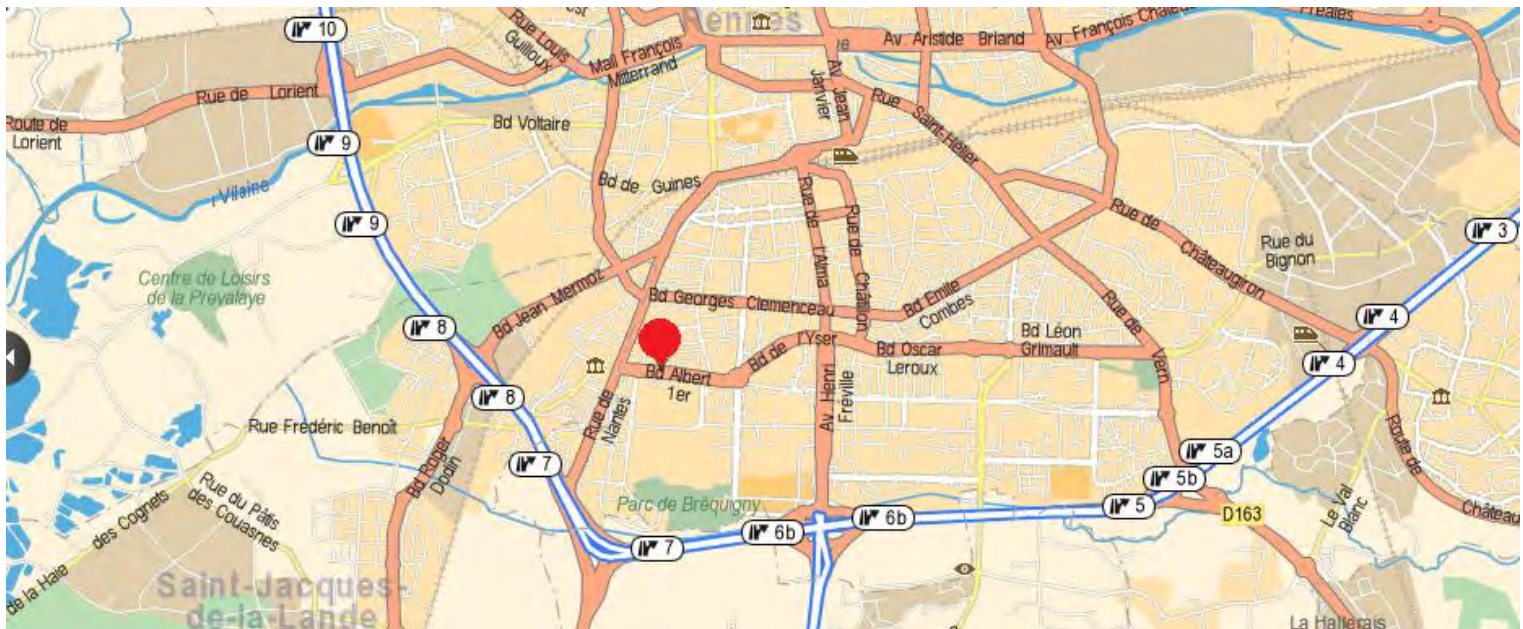 Rennes
10
est
Rue Louis
Guilloux
Mail François
Mitterrand
Av. Aristide Briand
Av. François Château
Fréales
Rue de Lorient
Route de
Lorient
9
Bd Voltaire
Av. Jean
Janvier
Rue Saint-Hélier
Vilaine
Bd de Guines
9
Rue de l'Alma
Rue de Châtillon
Rue de Châteaugiron
Rue du
Bignon
3
Centre de Loisirs
de la Prevalaye
Bd Jean Mermoz
Bd Georges Clemenceau
Bd Emile
Combes
8
4
Bd de l'Yser
Bd Oscar
Leroux
Bd Léon
Grimault
Rue de Vern
4
Bd Albert
1er
8
Av. Henri
Fréville
Rue de
Nantes
Rue Frédéric Benoît
Bd Roger
Dodin
7
5a
5b
5
Route de
Château
Rue du Pâtis
des Couasnes
des Cognets
de la Haie
Parc de Bréquigny
6b
6b
7
D163
Le Val
Blanc
Saint-Jacques-
de-la-Lande
La Hallerais